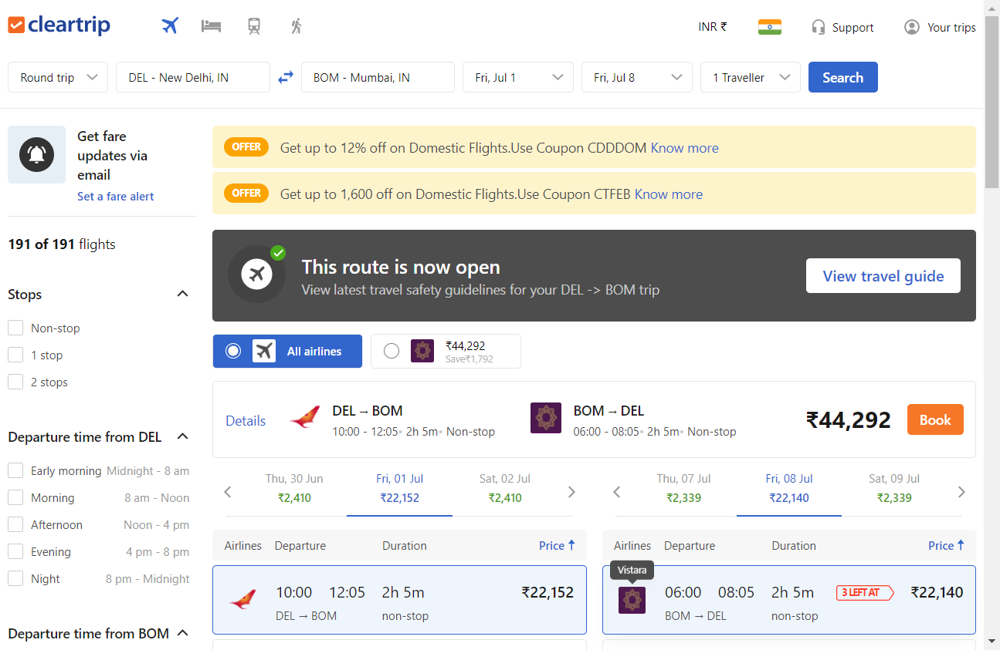 cleartrip
INR ₹
Support
Your trips
Round trip
DEL - New Delhi, IN
BOM - Mumbai, IN
Fri, Jul 1
Fri, Jul 8
1 Traveller
Search
Get fare
updates via
email
Set a fare alert
OFFER Get up to 12% off on Domestic Flights.Use Coupon CDDDOM Know more
OFFER Get up to 1,600 off on Domestic Flights.Use Coupon CTFEB Know more
191 of 191 flights
This route is now open
View latest travel safety guidelines for your DEL -> BOM trip
View travel guide
Stops
Non-stop
1 stop
2 stops
All airlines
₹44,292
Save₹1,792
Details
DEL → BOM
10:00 - 12:05• 2h 5m• Non-stop
BOM → DEL
06:00 - 08:05• 2h 5m• Non-stop
₹44,292
Book
Departure time from DEL
Early morning Midnight - 8 am
Morning 8 am - Noon
Afternoon Noon - 4 pm
Evening 4 pm - 8 pm
Night 8 pm - Midnight
Departure time from BOM
Thu, 30 Jun
₹2,410
Fri, 01 Jul
₹22,152
Sat, 02 Jul
₹2,410
Thu, 07 Jul
₹2,339
Fri, 08 Jul
₹22,140
Sat, 09 Jul
₹2,339
Airlines Departure Duration Price ↑
10:00 12:05 2h 5m ₹22,152
DEL → BOM non-stop
Airlines Departure Duration Price ↑
Vistara
06:00 08:05 2h 5m 3 LEFT AT ₹22,140
BOM → DEL non-stop